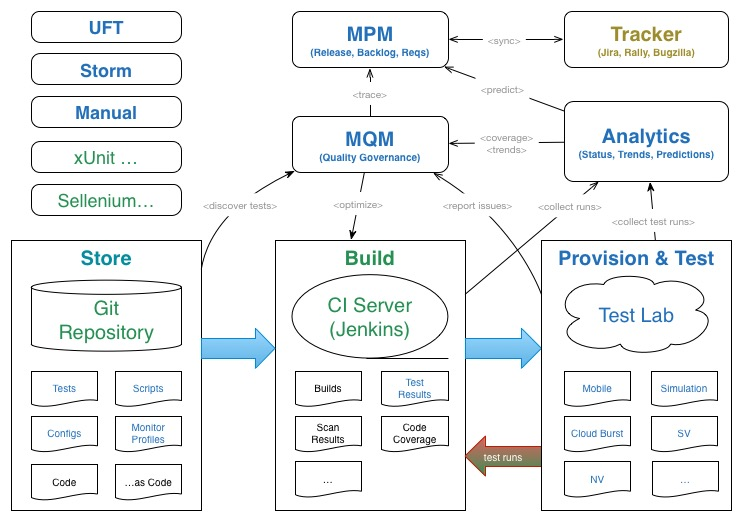 UFT
Storm
Manual
xUnit …
Sellenium…
MPM
(Release, Backlog, Reqs)
<sync>
Tracker
(Jira, Rally, Bugzilla)
<trace>
<predict>
MQM
(Quality Governance)
<coverage>
<trends>
Analytics
(Status, Trends, Predictions)
<discover tests>
<optimize>
<report issues>
<collect runs>
<collect test runs>
Store
Git
Repository
Tests
Scripts
Configs
Monitor
Profiles
Code
...as Code
Build
CI Server
(Jenkins)
Builds
Test
Results
Scan
Results
Code
Coverage
...
test runs
Provision & Test
Test Lab
Mobile
Simulation
Cloud Burst
SV
NV
...